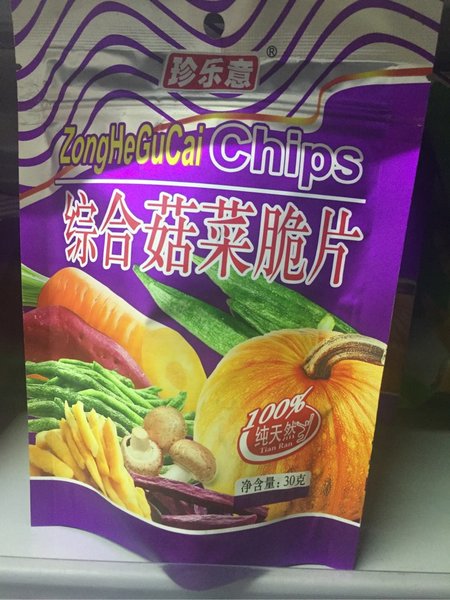 珍乐意®
ZongHeGuCai Chips
综合菇菜脆片
100%
纯天然
Tian Ran
净含量:30克